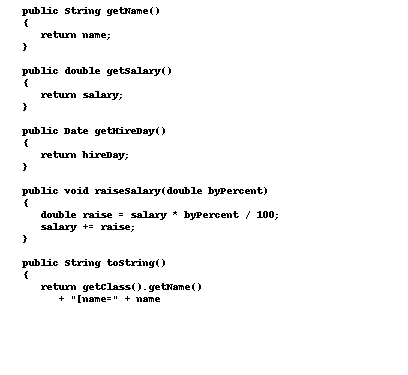 public String getName()
{
return name;
}
public double getSalary()
{
return salary;
}
public Date getHireDay()
{
return hireDay;
}
public void raiseSalary(double byPercent)
{
double raise = salary * byPercent / 100;
salary += raise;
}
public String toString()
{
return getClass().getName()
+ "[name=" + name